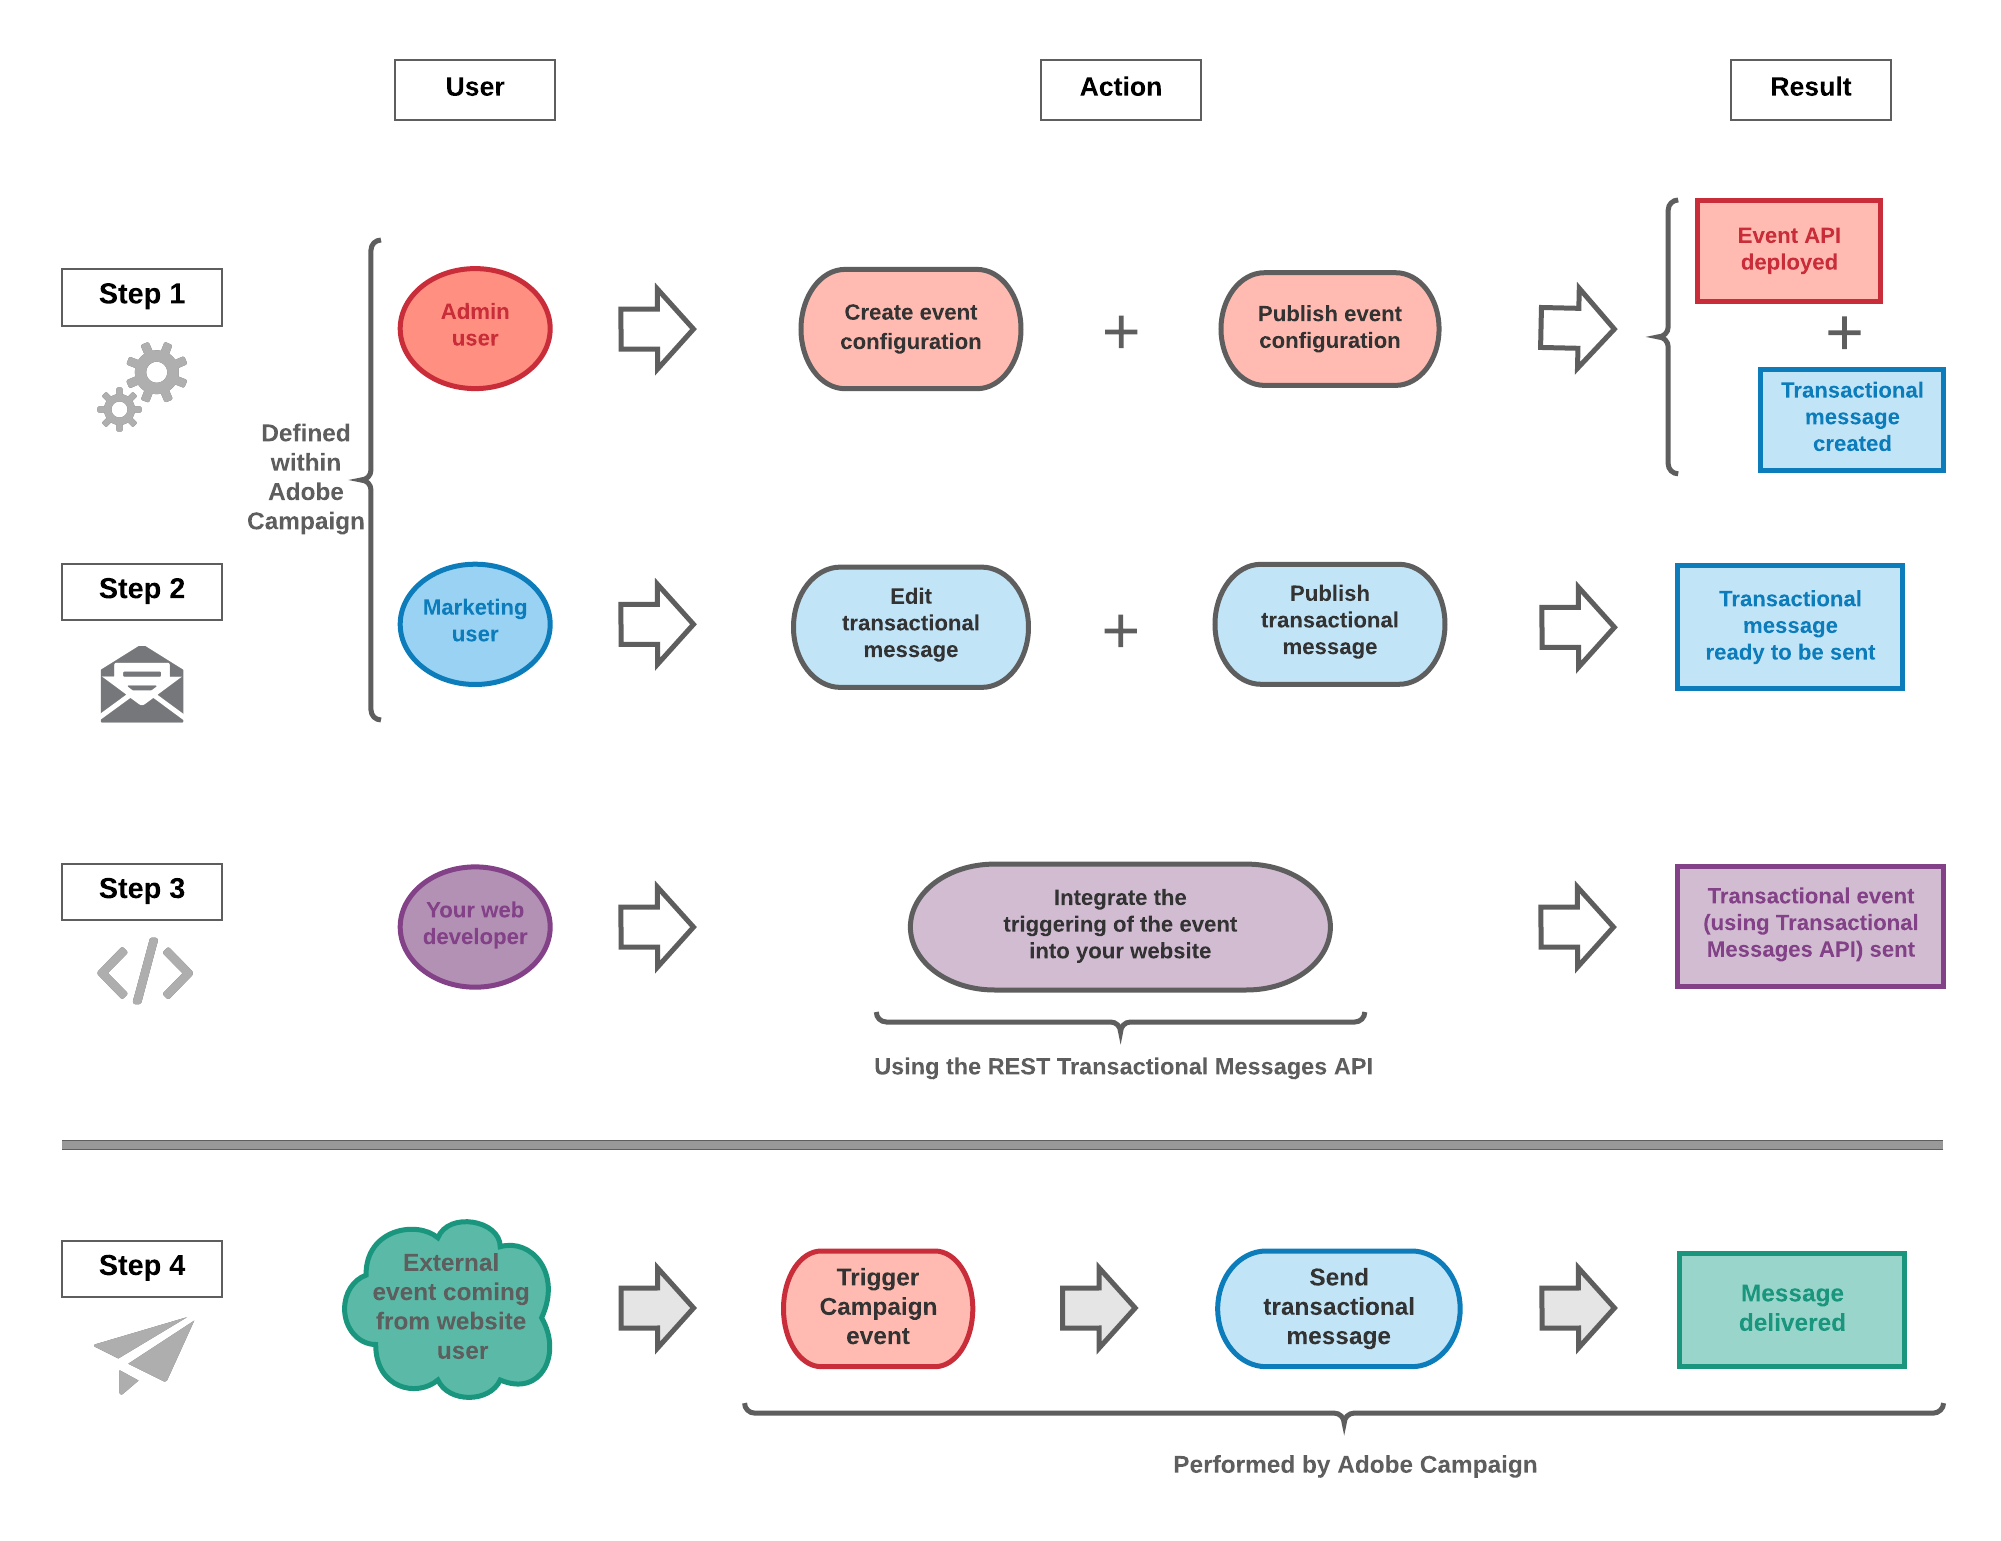 User
Action
Result
Step 1
Admin
user
Create event
configuration
+
Publish event
configuration
Event API
deployed
+
Transactional
message
created
Defined
within
Adobe
Campaign
Step 2
Marketing
user
Edit
transactional
message
+
Publish
transactional
message
Transactional
message
ready to be sent
Step 3
</>
Your web
developer
Integrate the
triggering of the event
into your website
Transactional event
(using Transactional
Messages API) sent
Using the REST Transactional Messages API
Step 4
External
event coming
from website
user
Trigger
Campaign
event
Send
transactional
message
Message
delivered
Performed by Adobe Campaign